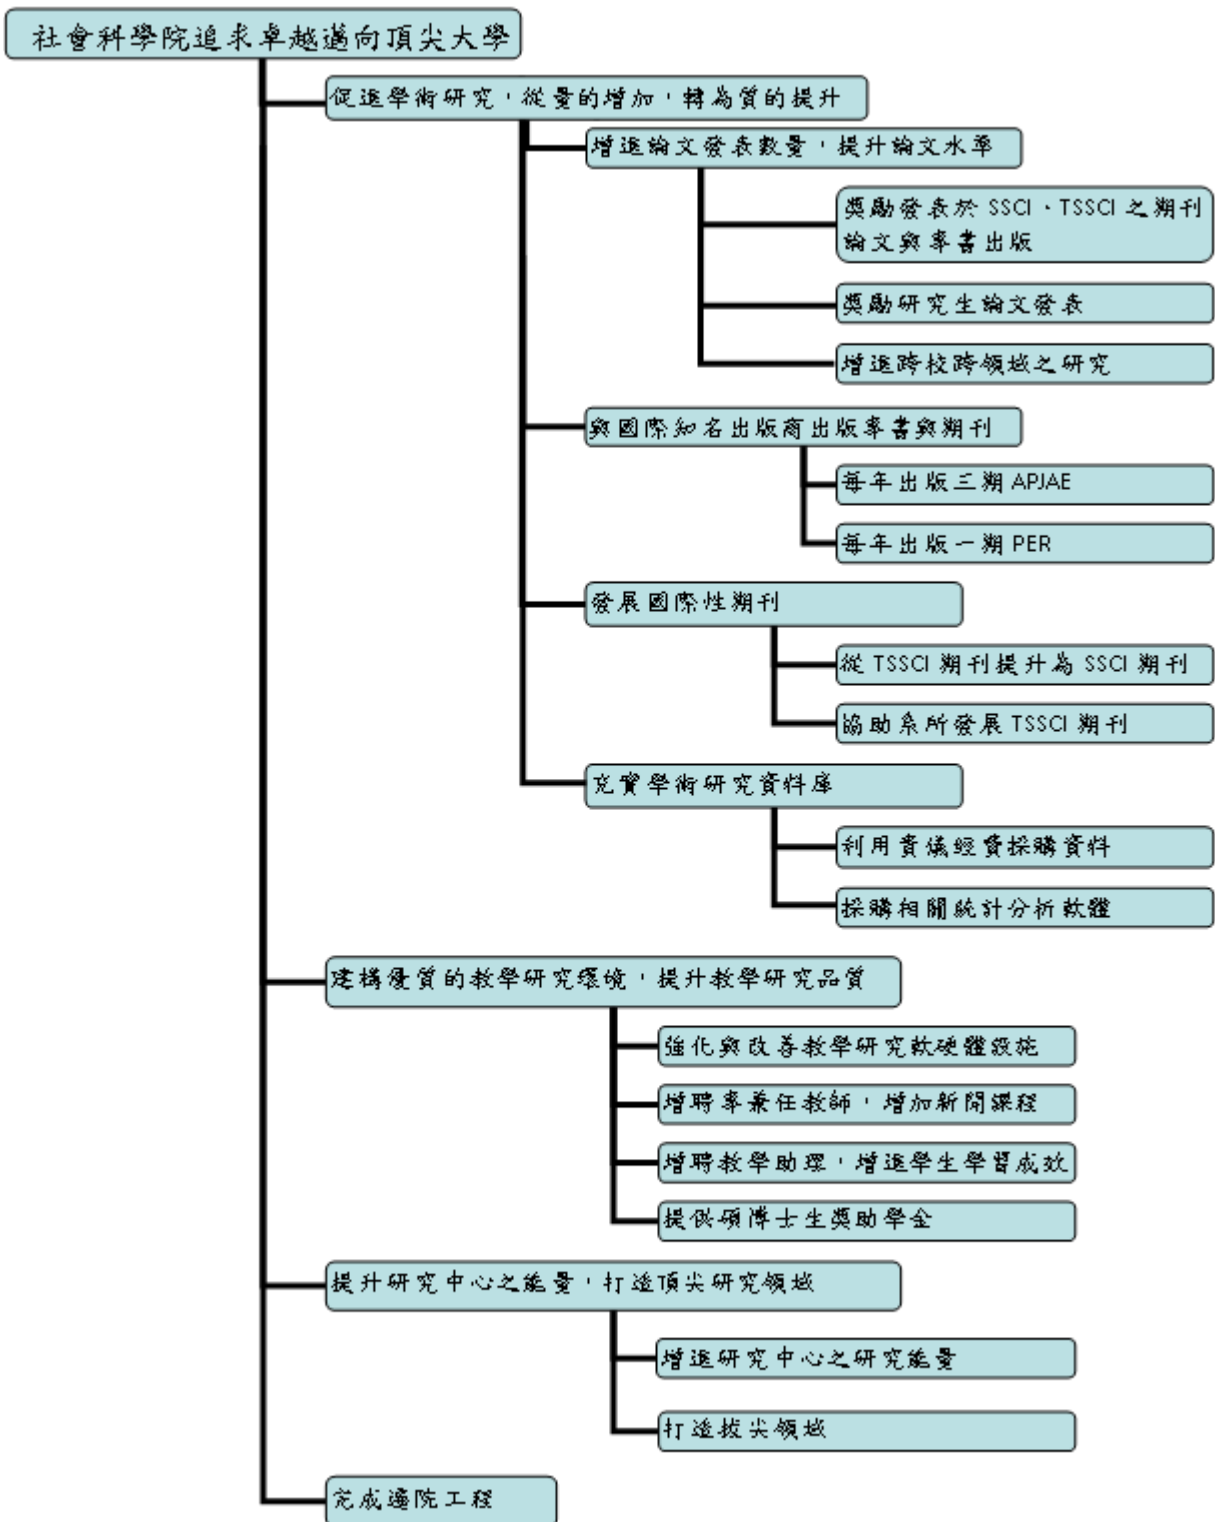 社會科學院追求卓越邁向頂尖大學
促進學術研究，從量的增加，轉為質的提升
增進論文發表數量，提升論文水準
獎勵發表於 SSCI、TSSCI 之期刊
論文與專書出版
獎勵研究生論文發表
增進跨校跨領域之研究
與國際知名出版商出版專書與期刊
每年出版三期 APJAE
每年出版一期 PER
發展國際性期刊
從 TSSCI 期刊提升為 SSCI 期刊
協助系所發展 TSSCI 期刊
充實學術研究資料庫
利用貴儀經費採購資料
採購相關統計分析軟體
建構優質的教學研究環境，提升教學研究品質
強化與改善教學研究軟硬體設施
增聘專兼任教師，增加新開課程
增聘教學助理，增進學生學習成效
提供碩博士生獎助學金
提升研究中心之能量，打造頂尖研究領域
增進研究中心之研究能量
打造拔尖領域
完成遷院工程